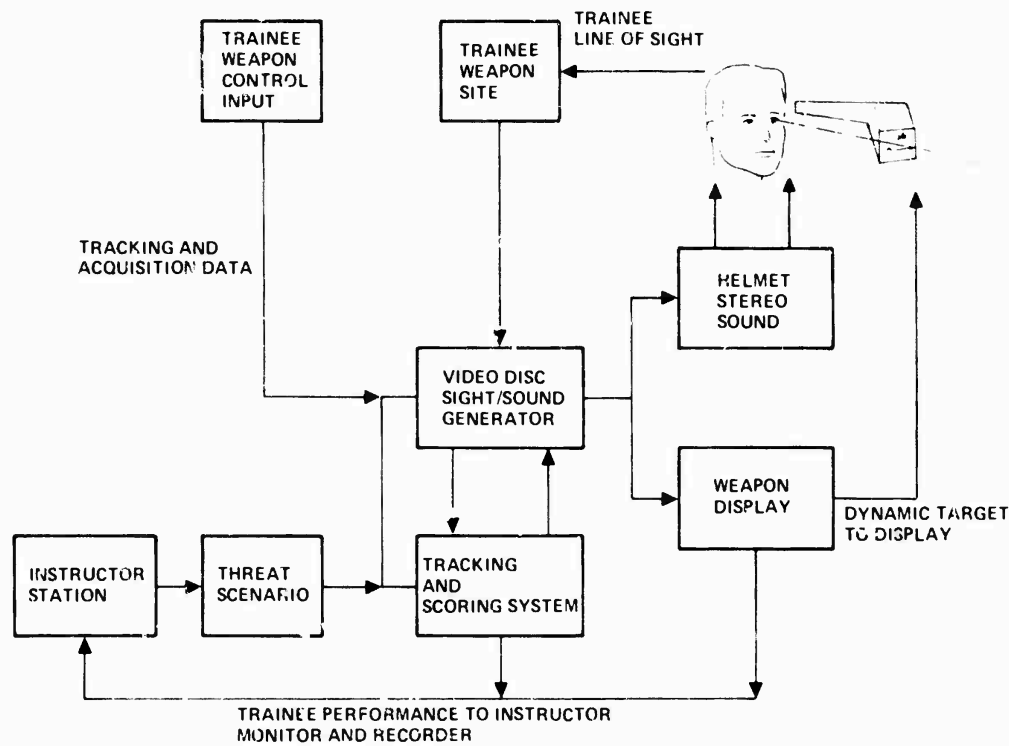 TRAINEE
WEAPON
CONTROL
INPUT
TRAINEE
WEAPON
SITE
TRAINEE
LINE OF SIGHT
TRACKING AND
ACQUISITION DATA
HELMET
STEREO
SOUND
VIDEO DISC
SIGHT/SOUND
GENERATOR
WEAPON
DISPLAY
DYNAMIC TARGET
TO DISPLAY
INSTRUCTOR
STATION
THREAT
SCENARIO
TRACKING
AND
SCORING SYSTEM
TRAINEE PERFORMANCE TO INSTRUCTOR
MONITOR AND RECORDER